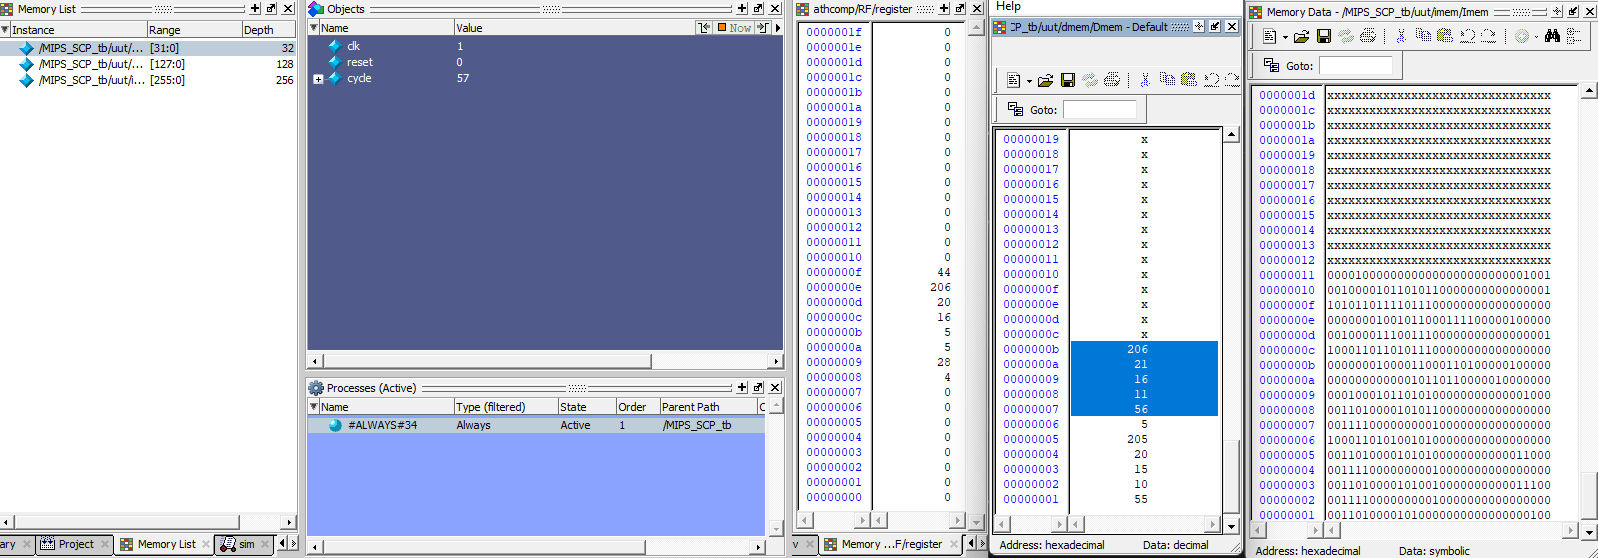 Memory List
Instance Range Depth
/MIPS_SCP_tb/uut/... [31:0] 32
/MIPS_SCP_tb/uut/... [127:0] 128
/MIPS_SCP_tb/uut/... [255:0] 256
ary Project Memory List sim
Objects
Name Value Now
clk 1
reset 0
cycle 57
Processes (Active)
Name Type (filtered) State Order Parent Path
#ALWAYS#34 Always Active 1 /MIPS_SCP_tb
athcomp/RF/register
0000001f 0
0000001e 0
0000001d 0
0000001c 0
0000001b 0
0000001a 0
00000019 0
00000018 0
00000017 0
00000016 0
00000015 0
00000014 0
00000013 0
00000012 0
00000011 0
00000010 0
0000000f 44
0000000e 206
0000000d 20
0000000c 16
0000000b 5
0000000a 5
00000009 28
00000008 4
00000007 0
00000006 0
00000005 0
00000004 0
00000003 0
00000002 0
00000001 0
00000000 0
v Memory ...F/register
Help
CP_tb/uut/dmem/Dmem - Default
Goto:
00000019 x
00000018 x
00000017 x
00000016 x
00000015 x
00000014 x
00000013 x
00000012 x
00000011 x
00000010 x
0000000f x
0000000e x
0000000d x
0000000c x
0000000b 206
0000000a 21
00000009 16
00000008 11
00000007 56
00000006 5
00000005 205
00000004 20
00000003 15
00000002 10
00000001 55
Address: hexadecimal Data: decimal
Memory Data - /MIPS_SCP_tb/uut/imem/Imem
Goto:
0000001d xxxxxxxxxxxxxxxxxxxxxxxxxxxxxxxx
0000001c xxxxxxxxxxxxxxxxxxxxxxxxxxxxxxxx
0000001b xxxxxxxxxxxxxxxxxxxxxxxxxxxxxxxx
0000001a xxxxxxxxxxxxxxxxxxxxxxxxxxxxxxxx
00000019 xxxxxxxxxxxxxxxxxxxxxxxxxxxxxxxx
00000018 xxxxxxxxxxxxxxxxxxxxxxxxxxxxxxxx
00000017 xxxxxxxxxxxxxxxxxxxxxxxxxxxxxxxx
00000016 xxxxxxxxxxxxxxxxxxxxxxxxxxxxxxxx
00000015 xxxxxxxxxxxxxxxxxxxxxxxxxxxxxxxx
00000014 xxxxxxxxxxxxxxxxxxxxxxxxxxxxxxxx
00000013 xxxxxxxxxxxxxxxxxxxxxxxxxxxxxxxx
00000012 xxxxxxxxxxxxxxxxxxxxxxxxxxxxxxxx
00000011 00001000000000000000000000001001
00000010 00100001011010110000000000000001
0000000f 10101101111011100000000000000000
0000000e 00000001001011000111100000100000
0000000d 00100001110011100000000000000001
0000000c 10001101101011100000000000000000
0000000b 00000001000011000110100000100000
0000000a 00000000000010110110000010000000
00000009 00010001010010110000000000001000
00000008 00110100001010110000000000000000
00000007 00111100000000010000000000000000
00000006 10001101010010100000000000000000
00000005 00110100001010100000000000011000
00000004 00111100000000010000000000000000
00000003 00110100001010010000000000011100
00000002 00111100000000010000000000000000
00000001 00110100001010000000000000000100
Address: hexadecimal Data: symbolic